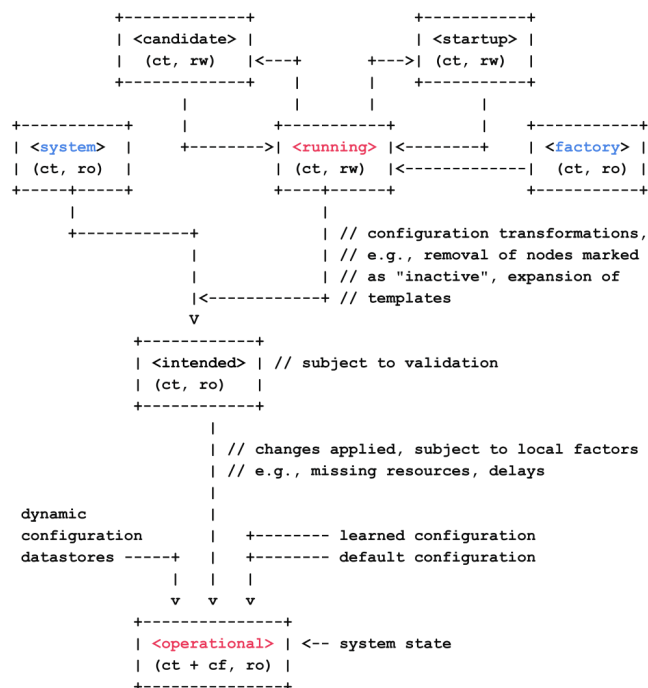 +-------------+                 +-----------+
| <candidate> |                 | <startup> |
|  (ct, rw)   |<---+       +--->| (ct, rw)  |
+-------------+    |       |    +-----------+
       |           |       |           |
+-----------+      |     +-----------+        |      +-----------+
| <system>  |      +-------->| <running> |<--------+      | <factory> |
| (ct, ro)  |                | (ct, rw)  |<--------------| (ct, ro)  |
+-----+-----+                +-----+-----+                +-----------+
      |                            |
      +-------------+              | // configuration transformations,
                    |              | // e.g., removal of nodes marked
                    |              | // as "inactive", expansion of
                    |<-------------+ // templates
                    v
             +------------+
             | <intended> | // subject to validation
             | (ct, ro)   |
             +------------+
                    |
                    | // changes applied, subject to local factors
                    | // e.g., missing resources, delays
                    |
dynamic             |
configuration       |   +-------- learned configuration
datastores -----+   |   +-------- default configuration
                |   |   |
                v   v   v
             +---------------+
             | <operational> | <-- system state
             | (ct + cf, ro) |
             +---------------+